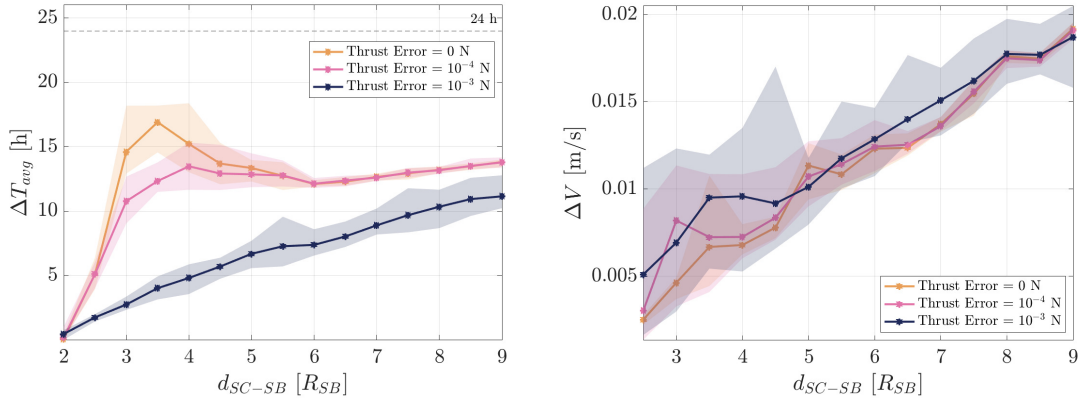 24 h
Thrust Error = 0 N
Thrust Error = 10⁻⁴ N
Thrust Error = 10⁻³ N
25
20
15
10
5
2 3 4 5 6 7 8 9
ΔT_avg [h]
d_SC−SB [R_SB]
0.02
0.015
0.01
0.005
3 4 5 6 7 8 9
ΔV [m/s]
d_SC−SB [R_SB]
Thrust Error = 0 N
Thrust Error = 10⁻⁴ N
Thrust Error = 10⁻³ N